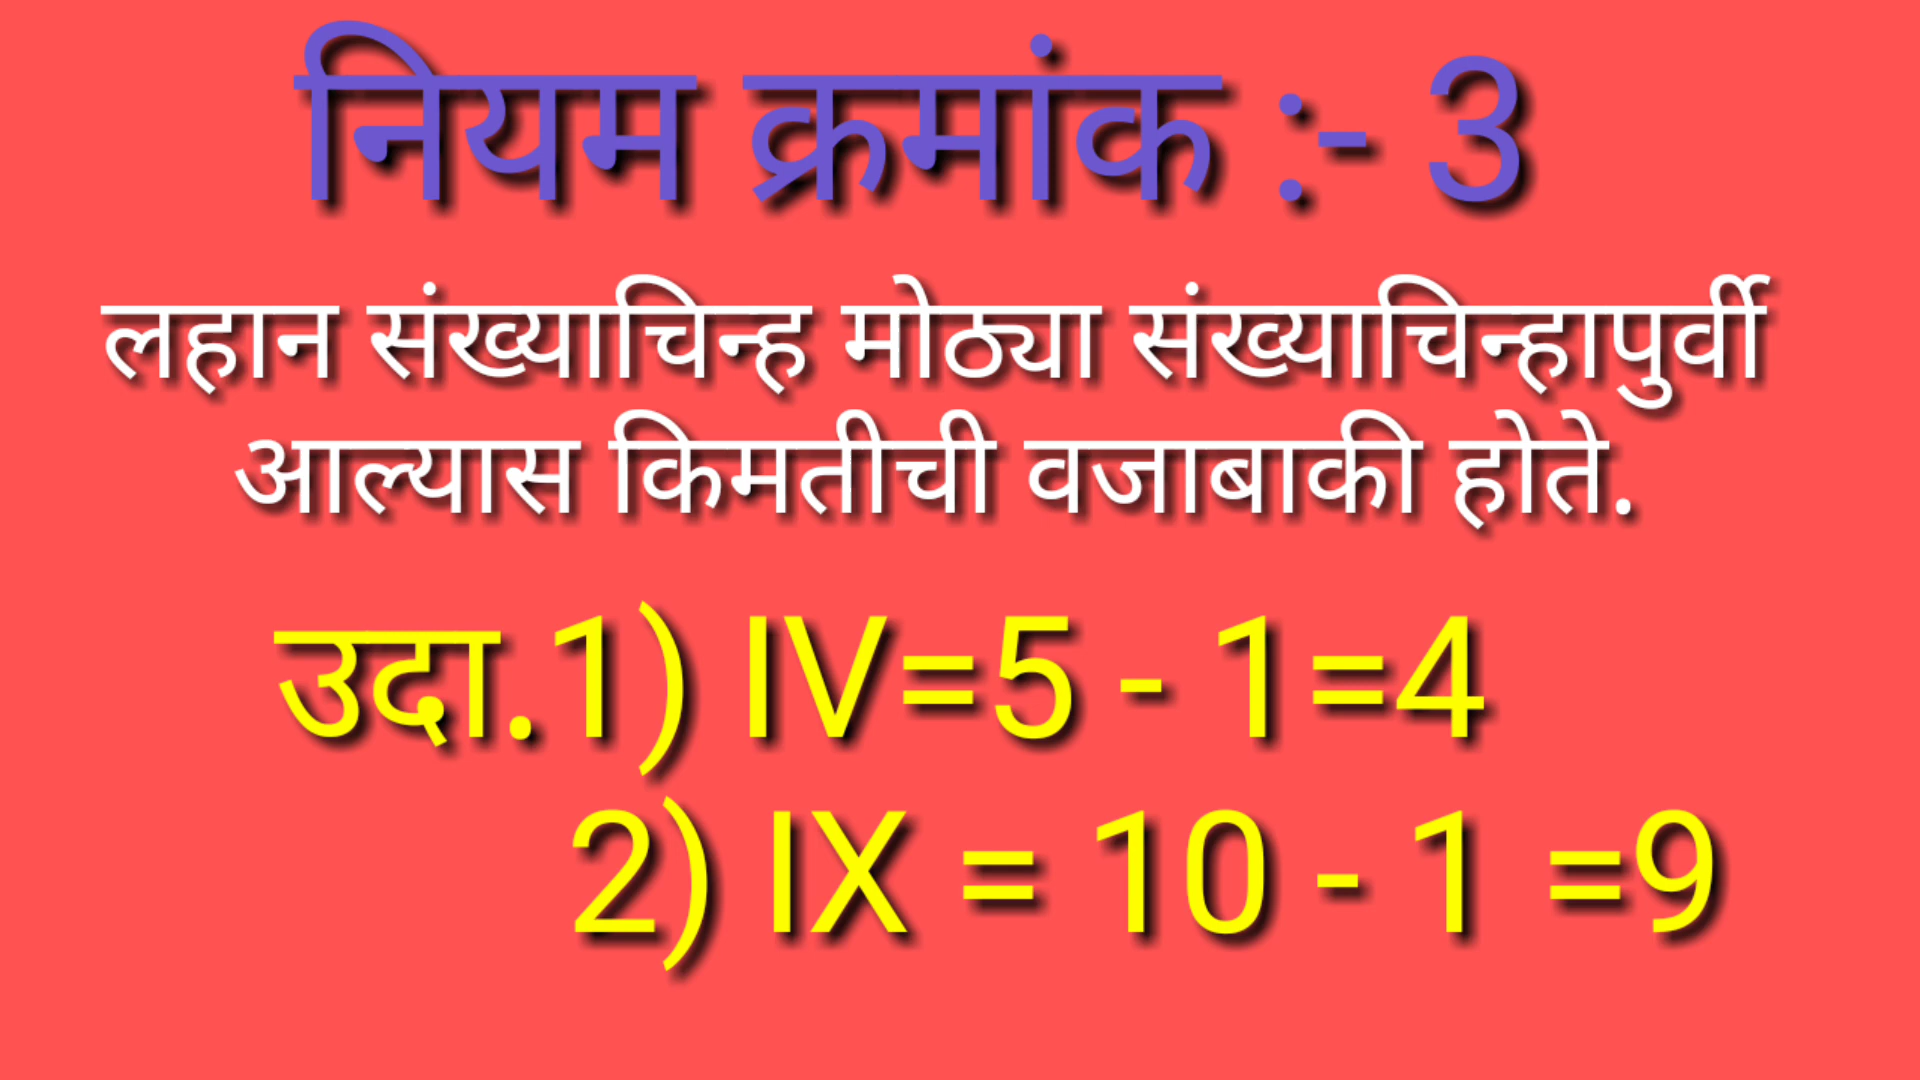 नियम क्रमांक :- 3
लहान संख्याचिन्ह मोठ्या संख्याचिन्हापुर्वी
आल्यास किमतीची वजाबाकी होते.
उदा.1) IV=5 - 1=4
2) IX = 10 - 1 =9